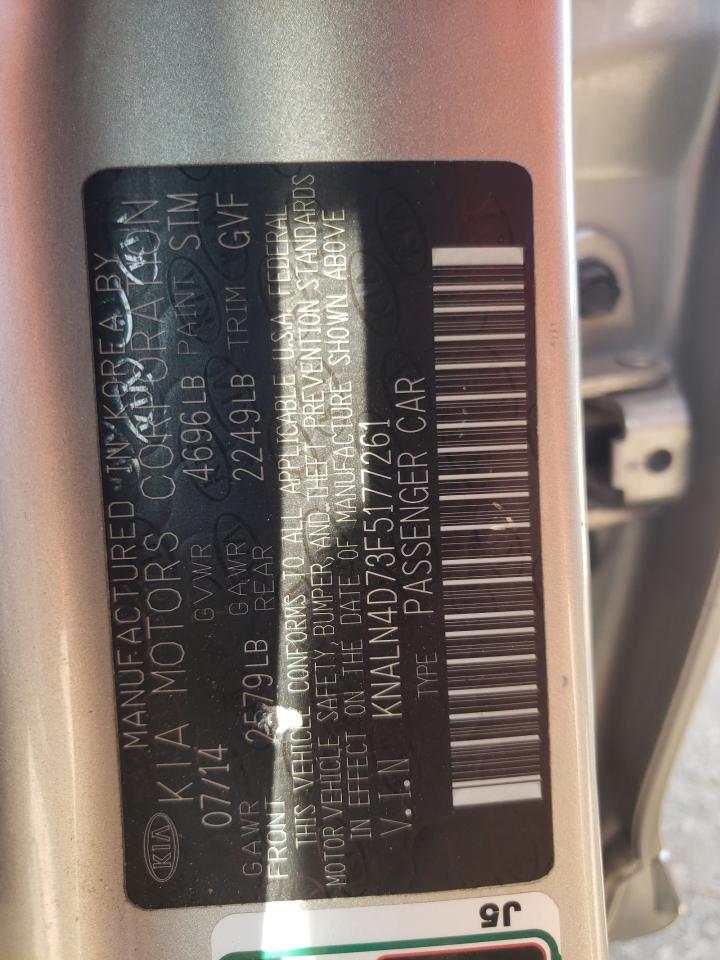 MANUFACTURED IN KOREA BY
KIA KIA MOTORS CORPORATION
07/14 GVWR 4696LB PAINT STM
GAWR FRONT 2579LB GAWR REAR 2249LB TRIM GVF
THIS VEHICLE CONFORMS TO ALL APPLICABLE U.S.A. FEDERAL
MOTOR VEHICLE SAFETY, BUMPER, AND THEFT PREVENTION STANDARDS
IN EFFECT ON THE DATE OF MANUFACTURE SHOWN ABOVE
V.I.N KNALN4D73F5177261
TYPE PASSENGER CAR
J5